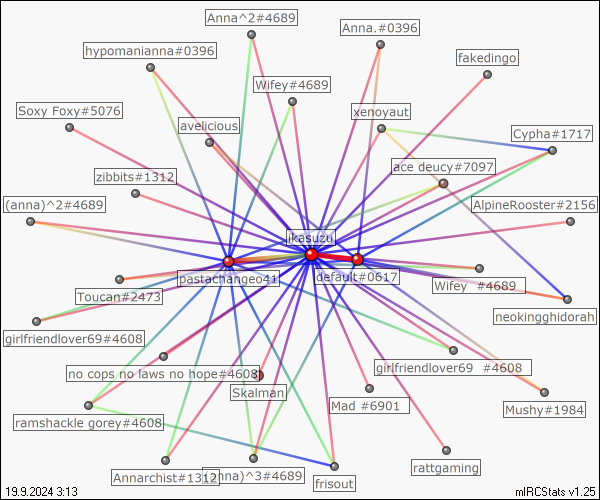 Anna^2#4689
Anna.#0396
hypomanianna#0396
fakedingo
Wifey#4689
Soxy Foxy#5076
xenoyaut
avelicious
Cypha#1717
ace deucy#7097
zibbits#1312
(anna)^2#4689
AlpineRooster#2156
ikasuzu
pastachangeo41
default#0617
Wifey #4689
Toucan#2473
neokingghidorah
girlfriendlover69#4608
girlfriendlover69 #4608
no cops no laws no hope#4608
Skalman
Mad #6901
Mushy#1984
ramshackle gorey#4608
rattgaming
Annarchist#1312
nna)^3#4689
frisout
19.9.2024 3:13
mIRCStats v1.25